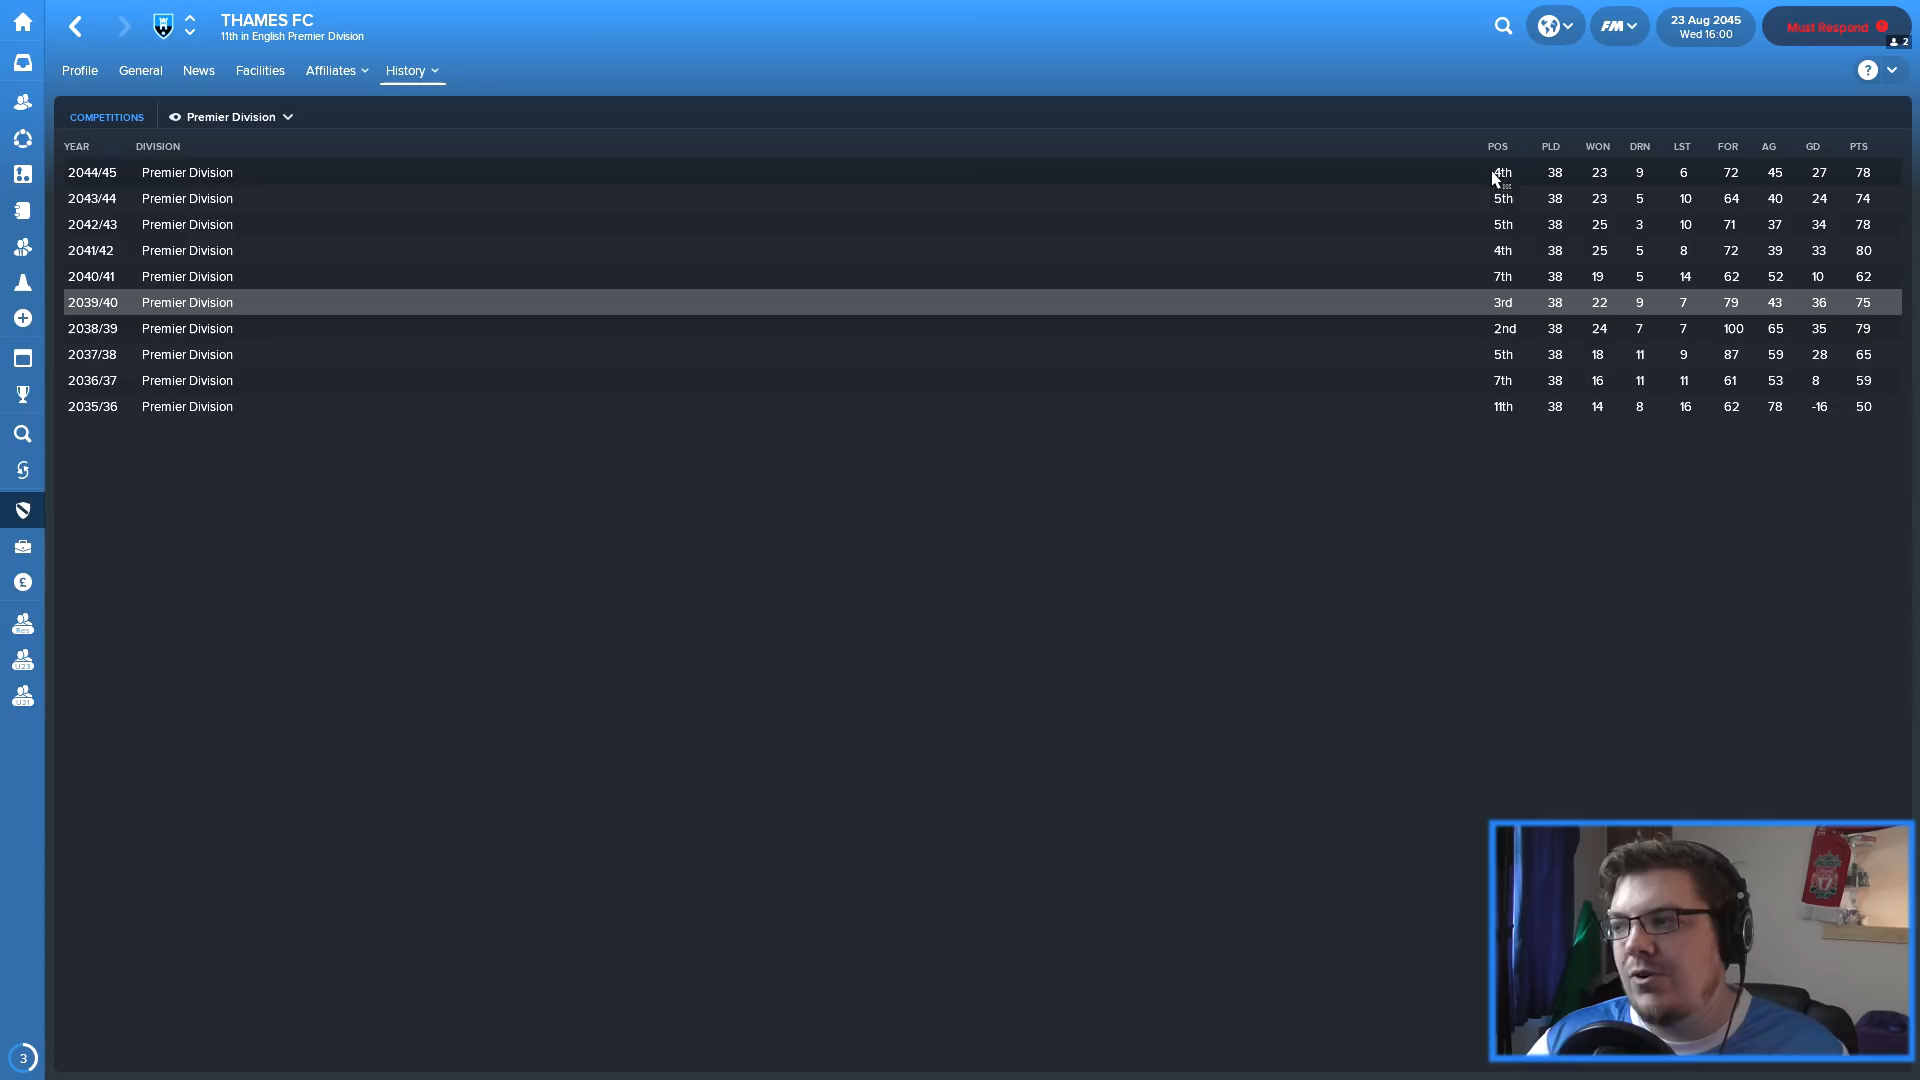 THAMES FC
11th in English Premier Division
FM
23 Aug 2045
Wed 16:00
Must Respond
2
Profile General News Facilities Affiliates History
?
COMPETITIONS Premier Division
YEAR DIVISION POS PLD WON DRN LST FOR AG GD PTS
2044/45 Premier Division 4th 38 23 9 6 72 45 27 78
2043/44 Premier Division 5th 38 23 5 10 64 40 24 74
2042/43 Premier Division 5th 38 25 3 10 71 37 34 78
2041/42 Premier Division 4th 38 25 5 8 72 39 33 80
2040/41 Premier Division 7th 38 19 5 14 62 52 10 62
2039/40 Premier Division 3rd 38 22 9 7 79 43 36 75
2038/39 Premier Division 2nd 38 24 7 7 100 65 35 79
2037/38 Premier Division 5th 38 18 11 9 87 59 28 65
2036/37 Premier Division 7th 38 16 11 11 61 53 8 59
2035/36 Premier Division 11th 38 14 8 16 62 78 -16 50
£
Res
U23
U21
3